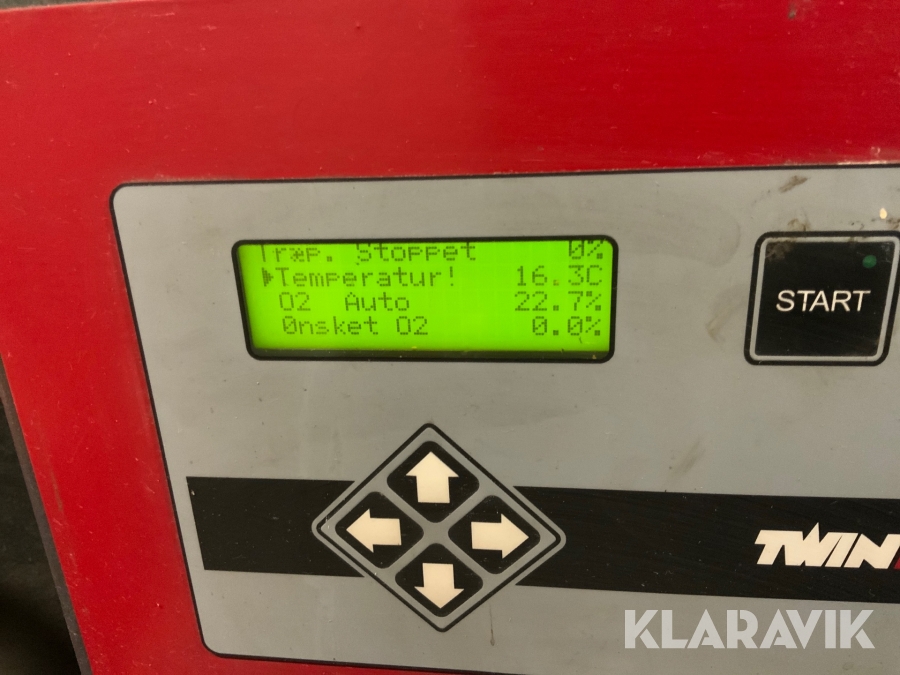 Træp. Stoppet 0%
Temperatur! 16.3C
O2 Auto 22.7%
Ønsket O2 0.0%
START
TWIN
KLARAVIK